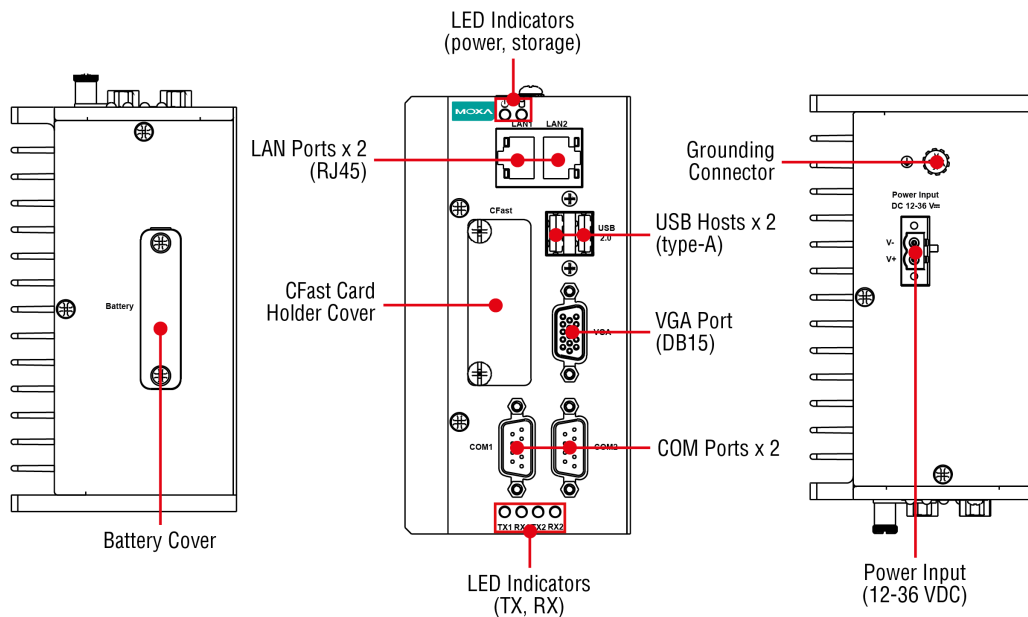 LED Indicators
(power, storage)
MOXA
LAN1
LAN2
LAN Ports x 2
(RJ45)
Grounding
Connector
Power Input
DC 12-36 V
CFast
USB
2.0
USB Hosts x 2
(type-A)
V-
V+
Battery
CFast Card
Holder Cover
VGA
VGA Port
(DB15)
COM1
COM2
COM Ports x 2
TX1 RX1 TX2 RX2
Battery Cover
LED Indicators
(TX, RX)
Power Input
(12-36 VDC)